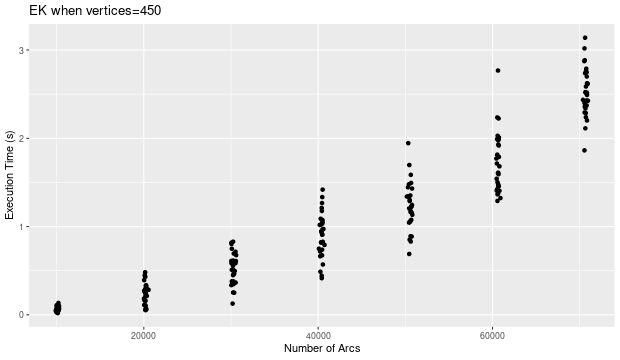 EK when vertices=450
Execution Time (s)
3
2
1
0
20000 40000 60000
Number of Arcs